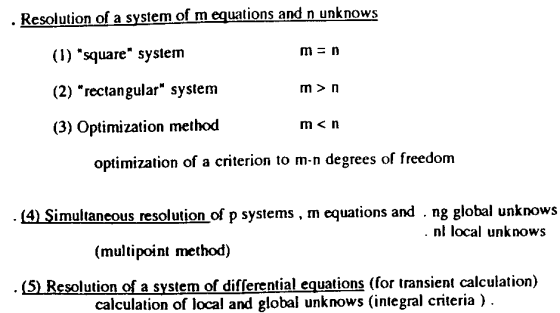 . Resolution of a system of m equations and n unknows
(1) "square" system m = n
(2) "rectangular" system m > n
(3) Optimization method m < n
optimization of a criterion to m-n degrees of freedom
. (4) Simultaneous resolution of p systems , m equations and . ng global unknows
. nl local unknows
(multipoint method)
. (5) Resolution of a system of differential equations (for transient calculation)
calculation of local and global unknows (integral criteria ) .